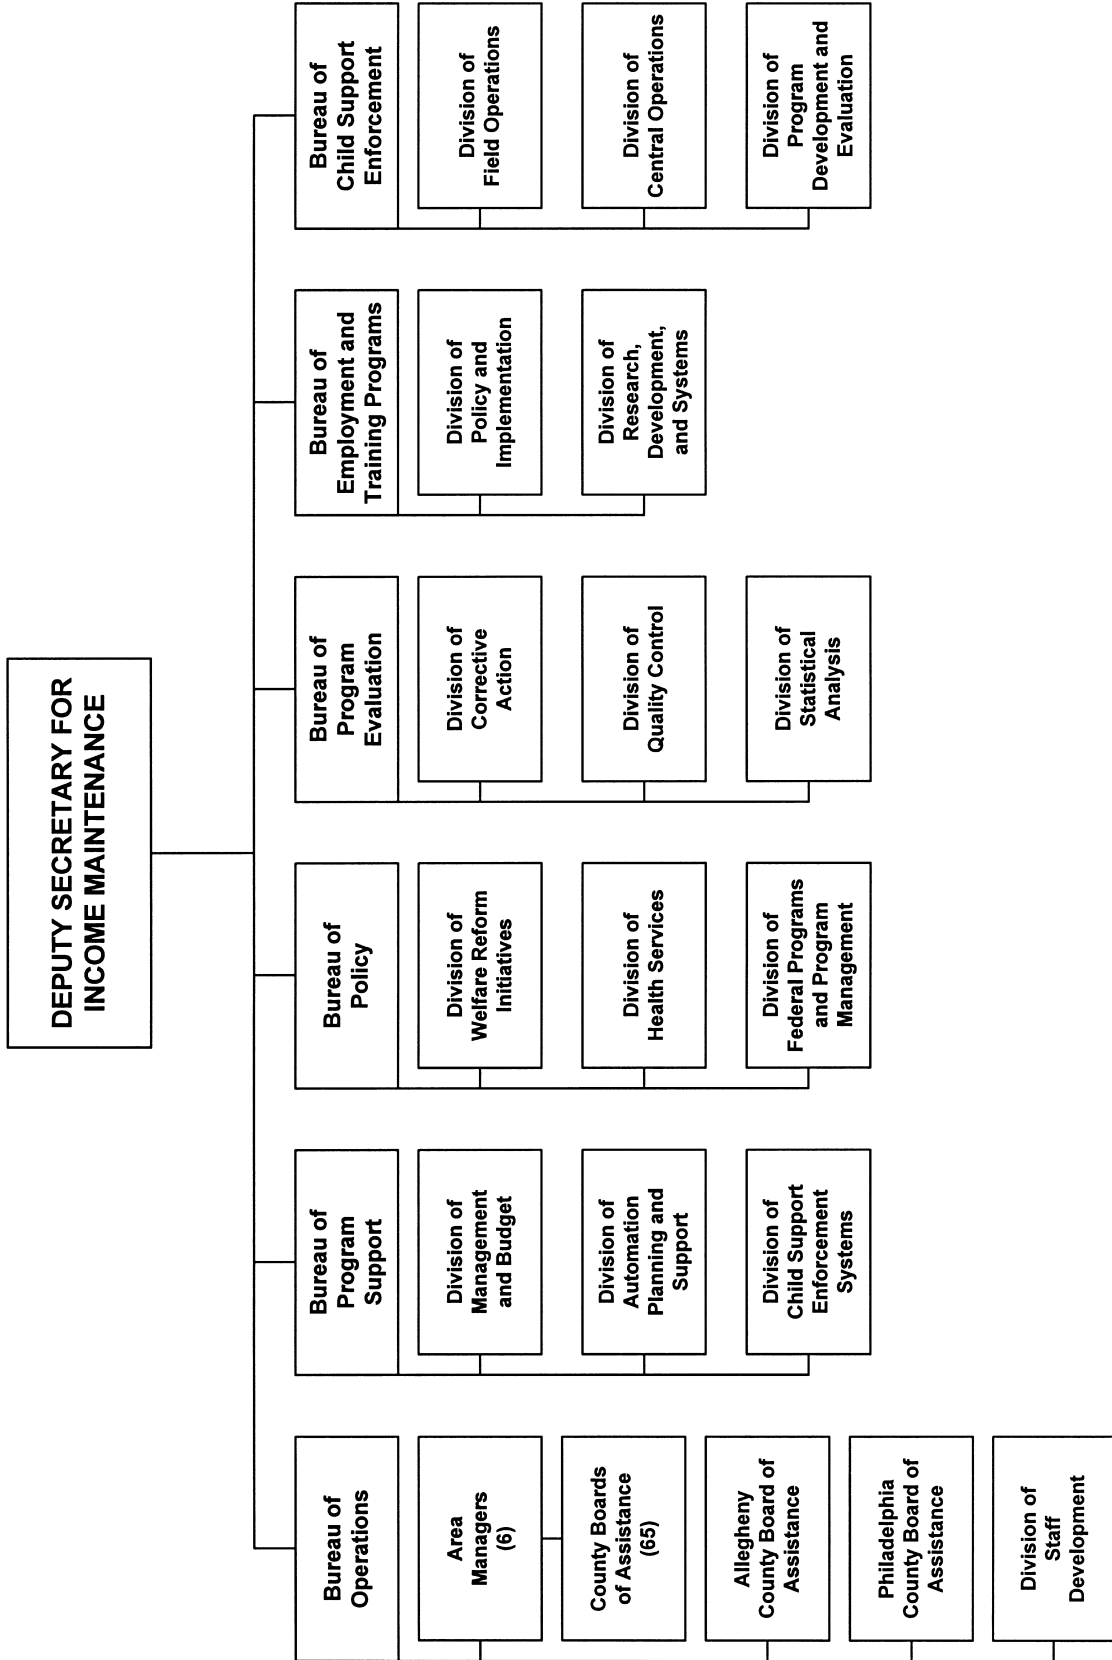 DEPUTY SECRETARY FOR
INCOME MAINTENANCE
Bureau of
Operations
Area
Managers
(6)
County Boards
of Assistance
(65)
Allegheny
County Board of
Assistance
Philadelphia
County Board of
Assistance
Division of
Staff
Development
Bureau of
Program
Support
Division of
Management
and Budget
Division of
Automation
Planning and
Support
Division of
Child Support
Enforcement
Systems
Bureau of
Policy
Division of
Welfare Reform
Initiatives
Division of
Health Services
Division of
Federal Programs
and Program
Management
Bureau of
Program
Evaluation
Division of
Corrective
Action
Division of
Quality Control
Division of
Statistical
Analysis
Bureau of
Employment and
Training Programs
Division of
Policy and
Implementation
Division of
Research,
Development,
and Systems
Bureau of
Child Support
Enforcement
Division of
Field Operations
Division of
Central Operations
Division of
Program
Development and
Evaluation